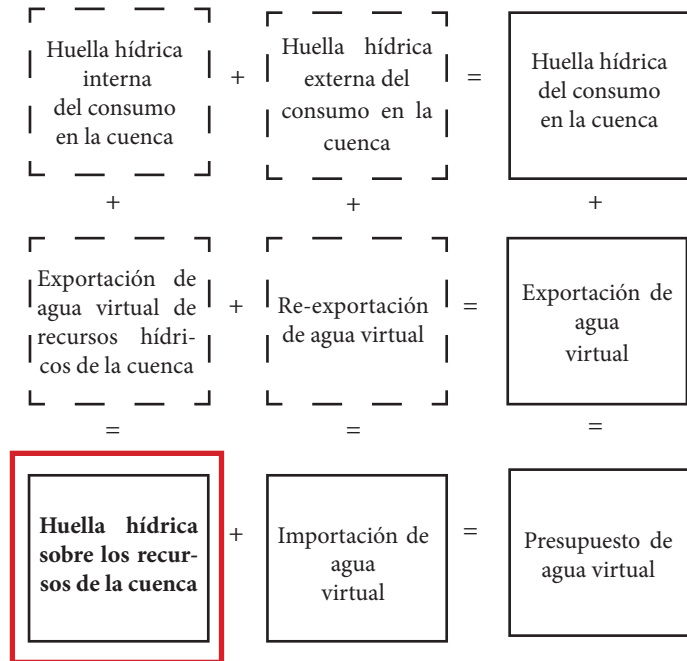 Huella hídrica
interna
del consumo
en la cuenca
+
Huella hídrica
externa del
consumo en la
cuenca
=
Huella hídrica
del consumo
en la cuenca
+
+
+
Exportación de
agua virtual de
recursos hídri-
cos de la cuenca
+
Re-exportación
de agua virtual
=
Exportación de
agua
virtual
=
=
=
Huella hídrica
sobre los recur-
sos de la cuenca
+
Importación de
agua
virtual
=
Presupuesto de
agua virtual